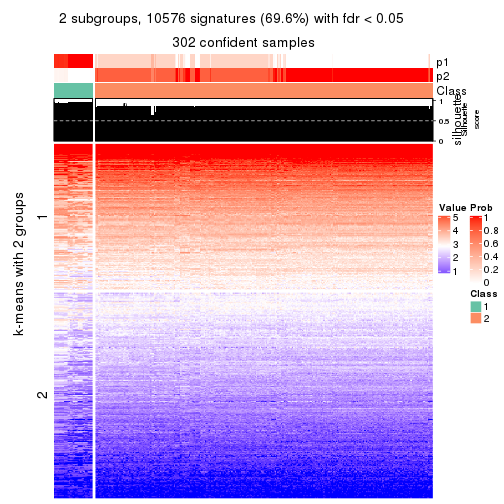 2 subgroups, 10576 signatures (69.6%) with fdr < 0.05
302 confident samples
p1
p2
Class
silhouette
Silhouette
score
1
0.5
0
k-means with 2 groups
1
2
Value
5
4
3
2
1
Prob
1
0.8
0.6
0.4
0.2
0
Class
1
2